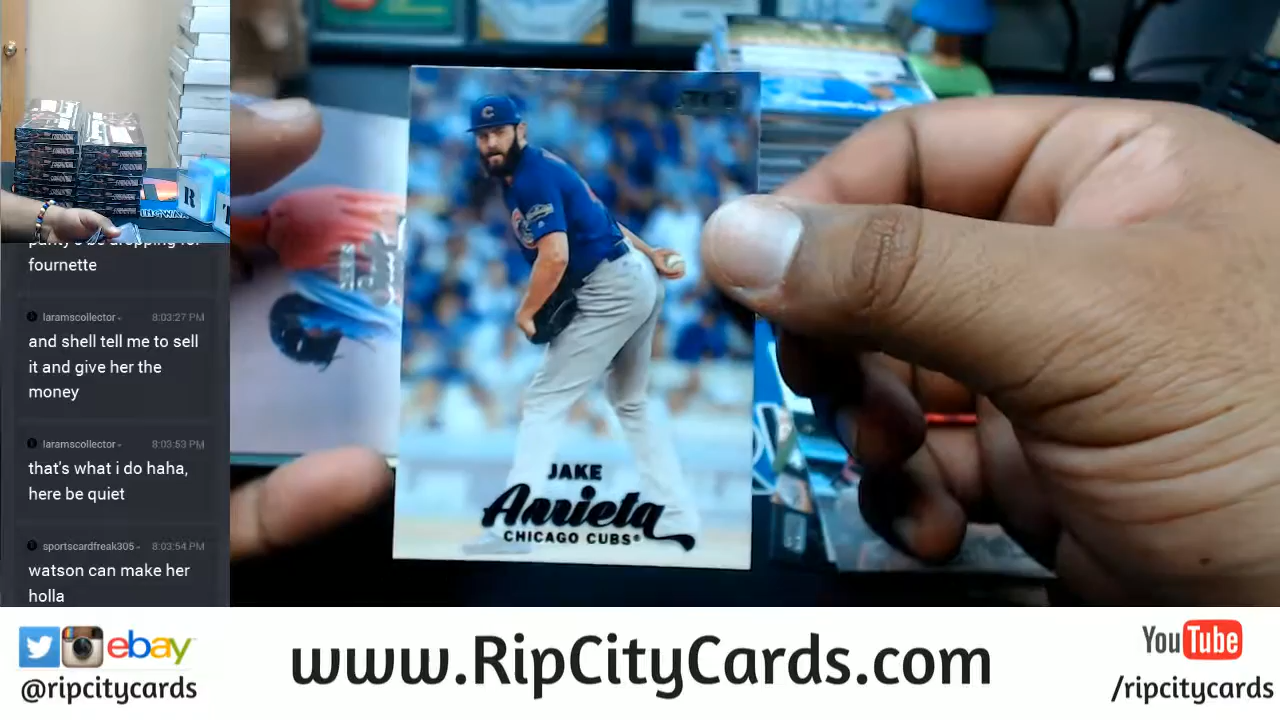 fournette
laramscollector 8:03:27 PM
and shell tell me to sell
it and give her the
money
laramscollector 8:03:53 PM
that's what i do haha,
here be quiet
sportscardfreak305 8:03:54 PM
watson can make her
holla
R
JAKE
Arrieta
CHICAGO CUBS®
ebay
@ripcitycards
www.RipCityCards.com
YouTube
/ripcitycards